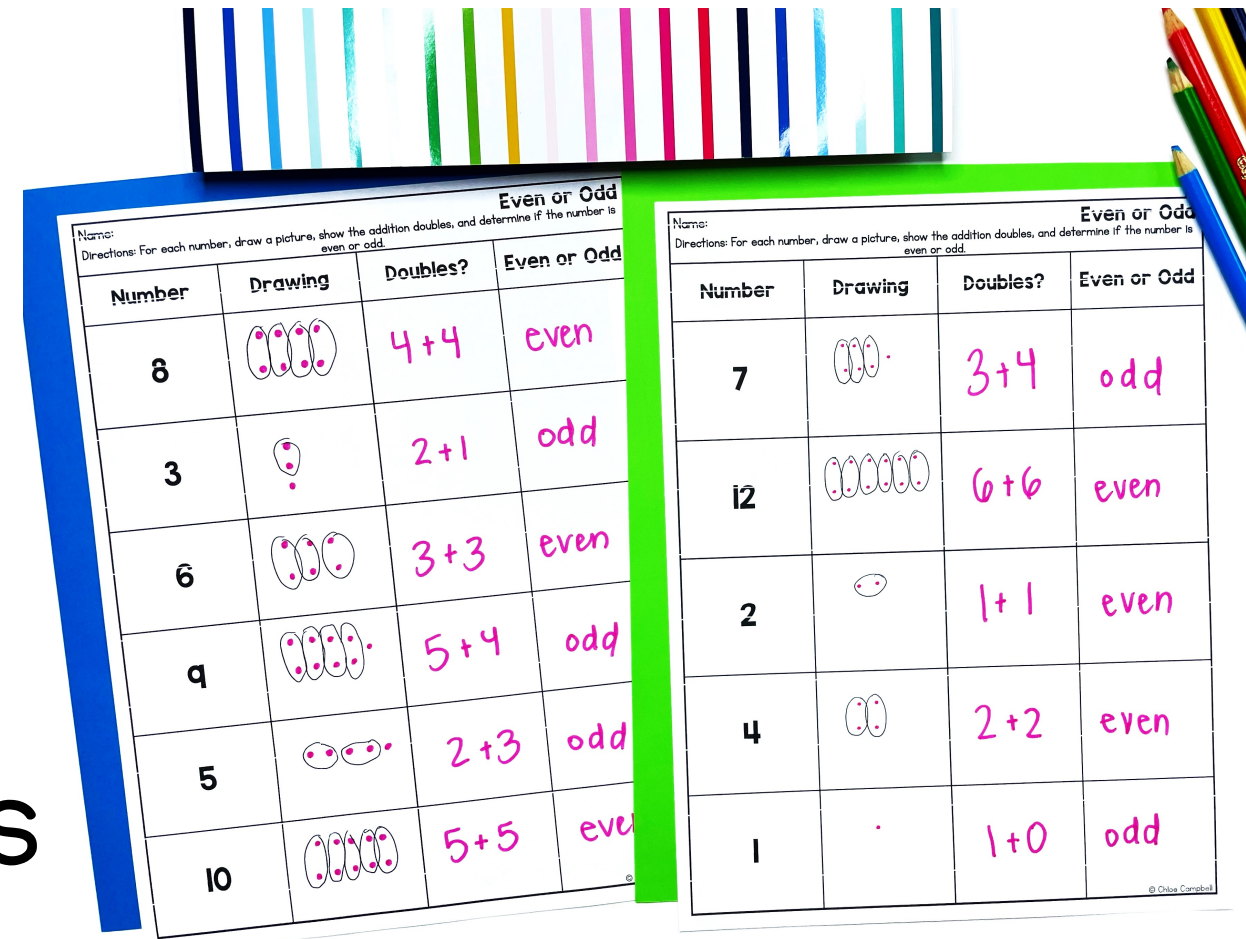 Even or Odd
Name:
Directions: For each number, draw a picture, show the addition doubles, and determine if the number is
even or odd.
Number Drawing Doubles? Even or Odd
8 4+4 even
3 2+1 odd
6 3+3 even
9 5+4 odd
5 2+3 odd
10 5+5 eve
©
s
Even or Odd
Name:
Directions: For each number, draw a picture, show the addition doubles, and determine if the number is
even or odd.
Number Drawing Doubles? Even or Odd
7 3+4 odd
12 6+6 even
2 1+1 even
4 2+2 even
1 1+0 odd
© Chloe Campbell